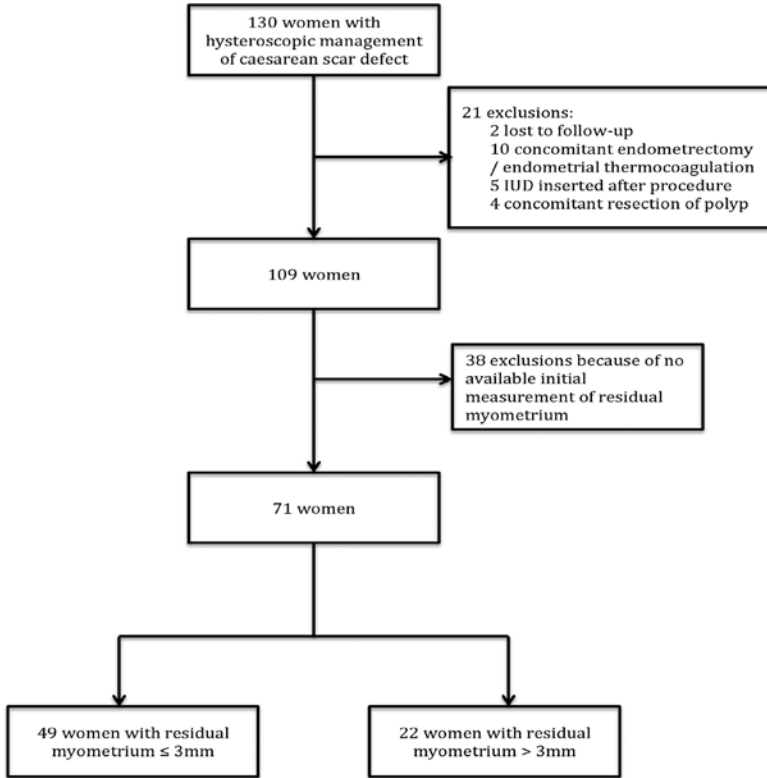 130 women with
hysteroscopic management
of caesarean scar defect
21 exclusions:
2 lost to follow-up
10 concomitant endometrectomy
/ endometrial thermocoagulation
5 IUD inserted after procedure
4 concomitant resection of polyp
109 women
38 exclusions because of no
available initial
measurement of residual
myometrium
71 women
49 women with residual
myometrium ≤ 3mm
22 women with residual
myometrium > 3mm